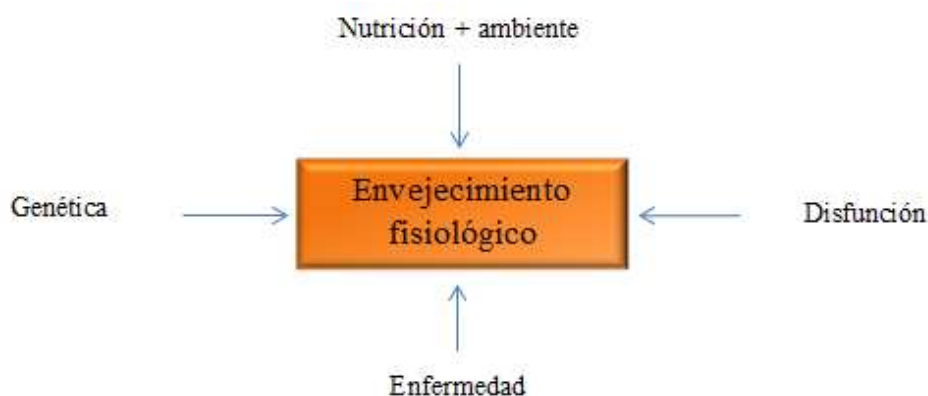 Nutrición + ambiente
Genética
Envejecimiento
fisiológico
Disfunción
Enfermedad